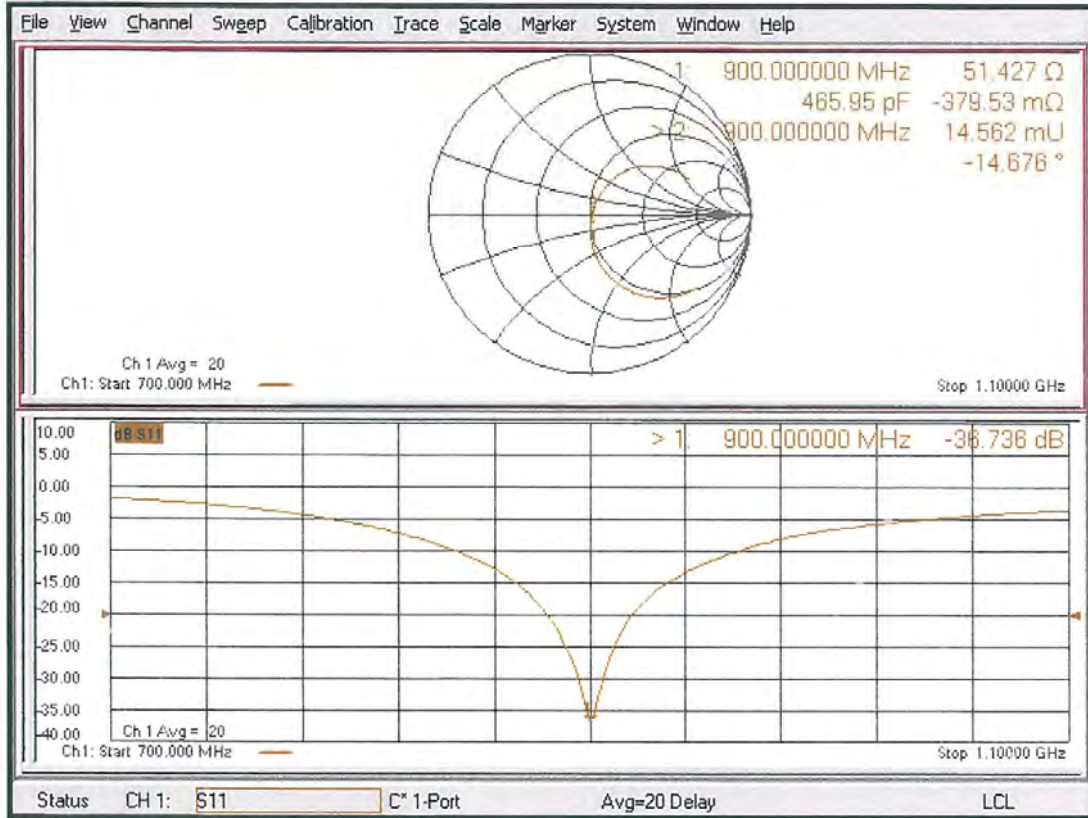 File View Channel Sweep Calibration Trace Scale Marker System Window Help
1: 900.000000 MHz 51.427 Ω
465.95 pF -379.53 mΩ
> 2: 900.000000 MHz 14.562 mU
-14.676 °
Ch 1 Avg = 20
Ch1: Start 700.000 MHz
Stop 1.10000 GHz
10.00
dB S11
> 1: 900.000000 MHz -36.736 dB
5.00
0.00
-5.00
-10.00
-15.00
-20.00
-25.00
-30.00
-35.00
-40.00
Ch 1 Avg = 20
Ch1: Start 700.000 MHz
Stop 1.10000 GHz
Status CH 1: S11 C* 1-Port Avg=20 Delay LCL